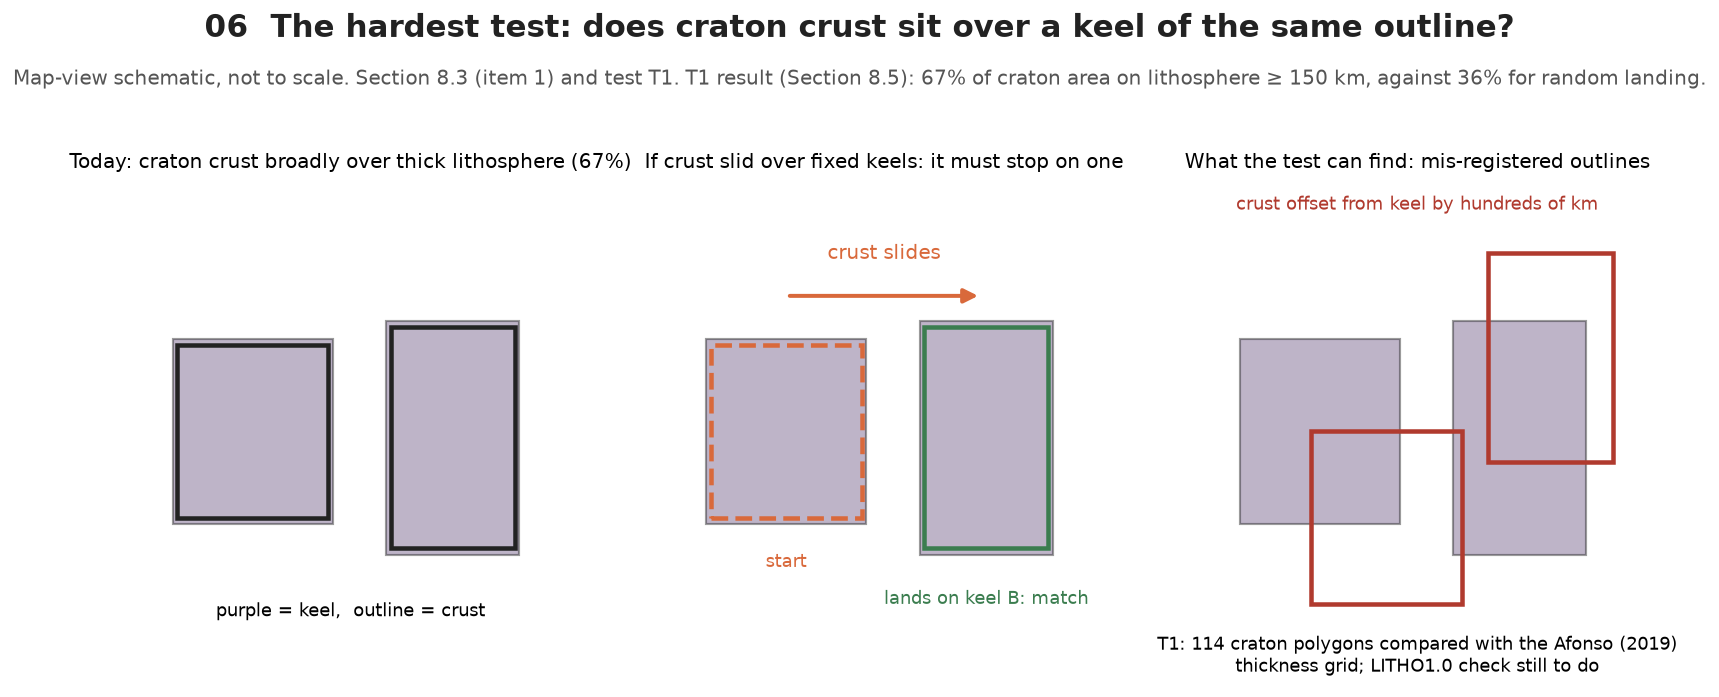 06  The hardest test: does craton crust sit over a keel of the same outline?
Map-view schematic, not to scale. Section 8.3 (item 1) and test T1. T1 result (Section 8.5): 67% of craton area on lithosphere ≥ 150 km, against 36% for random landing.
Today: craton crust broadly over thick lithosphere (67%)
purple = keel,  outline = crust
If crust slid over fixed keels: it must stop on one
crust slides
start
lands on keel B: match
What the test can find: mis-registered outlines
crust offset from keel by hundreds of km
T1: 114 craton polygons compared with the Afonso (2019)
thickness grid; LITHO1.0 check still to do